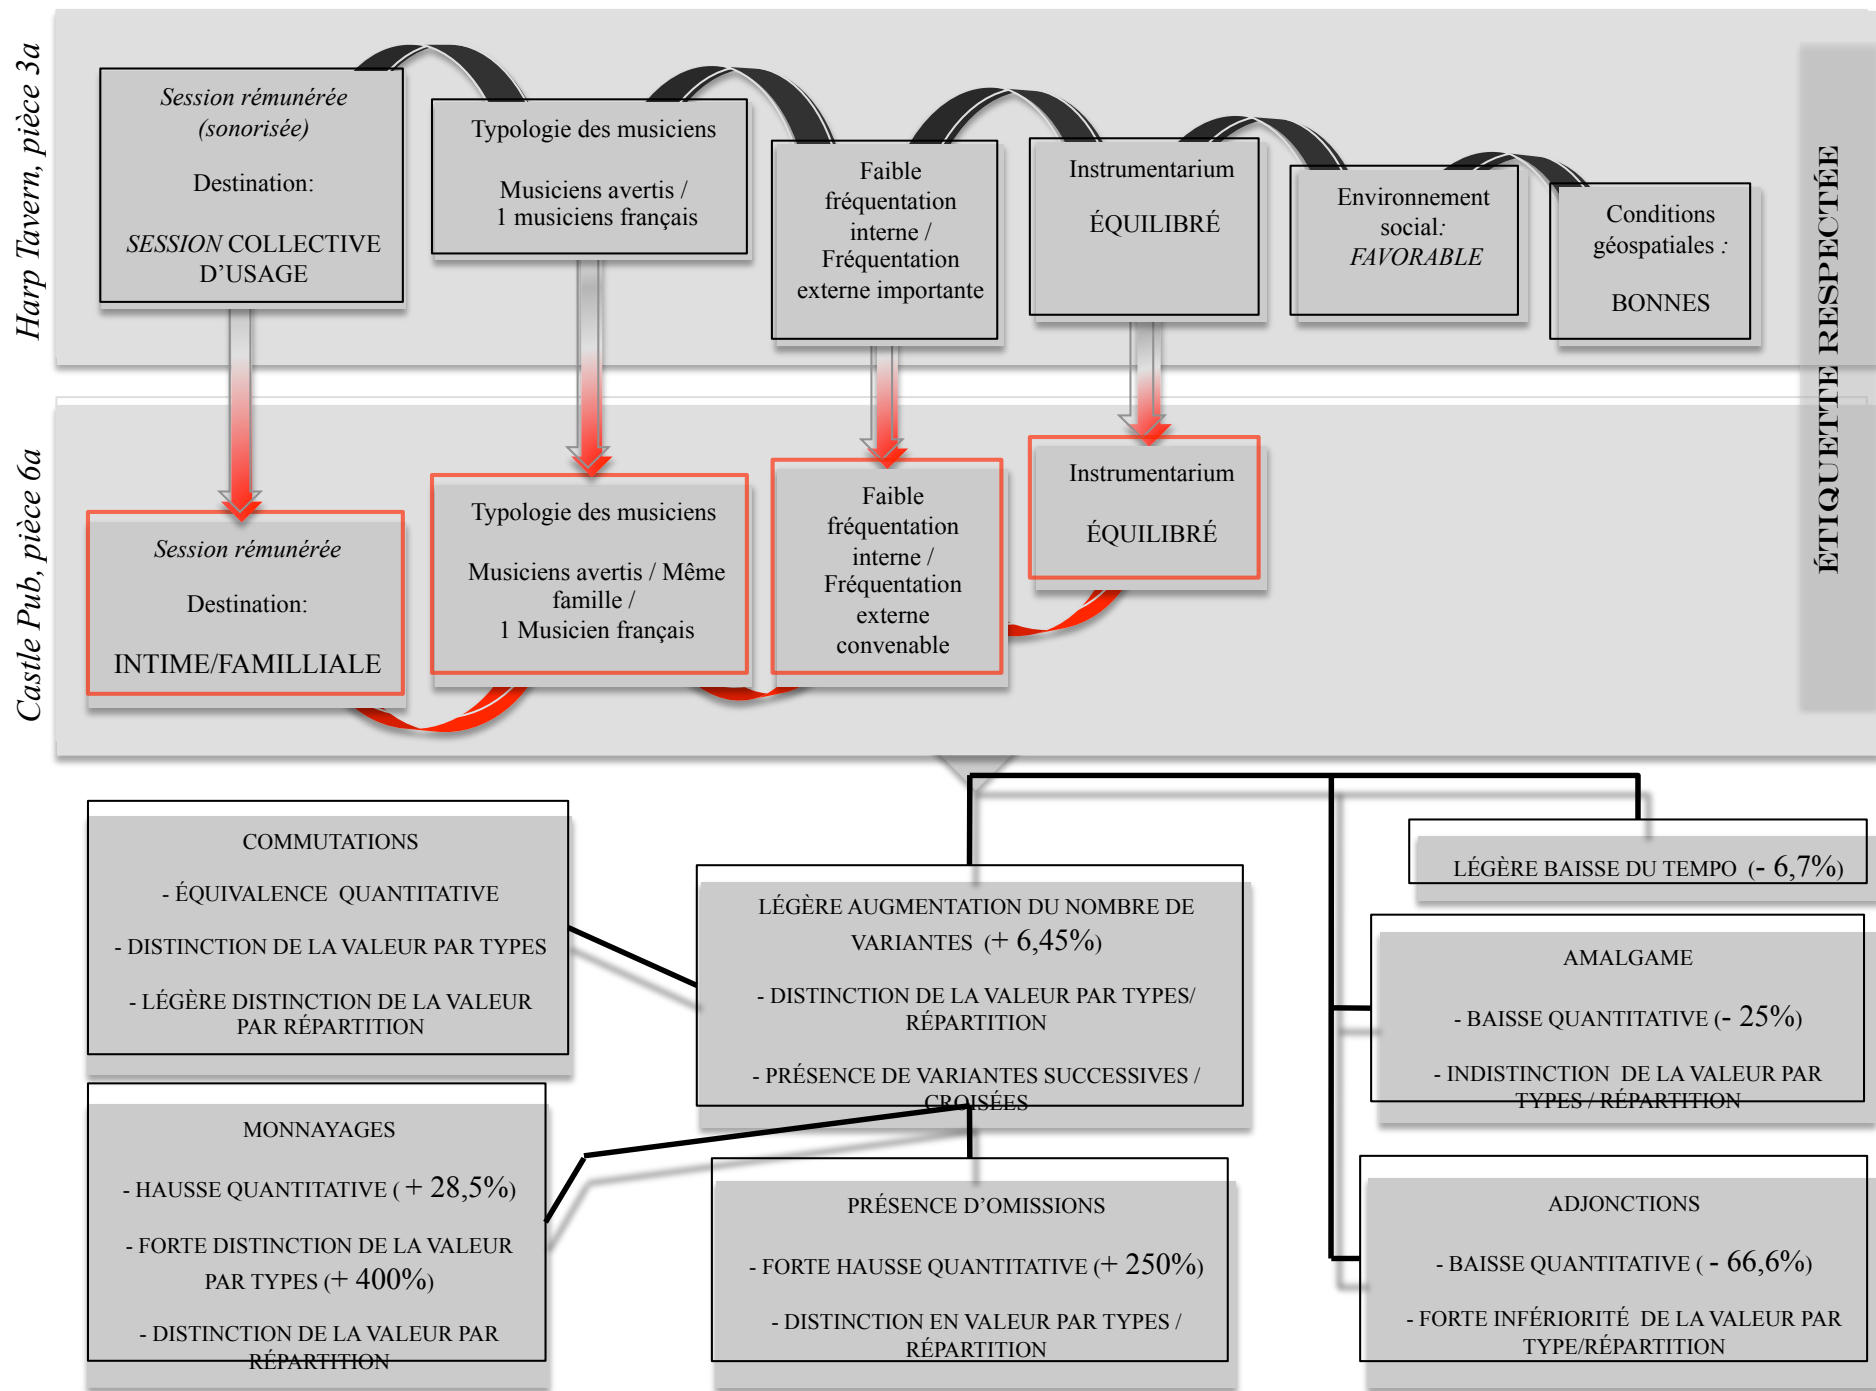 Harp Tavern, pièce 3a
Session rémunérée
(sonorisée)
Destination:
SESSION COLLECTIVE
D'USAGE
Typologie des musiciens
Musiciens avertis /
1 musiciens français
Faible
fréquentation
interne /
Fréquentation
externe importante
Instrumentarium
ÉQUILIBRÉ
Environnement
social:
FAVORABLE
Conditions
géospatiales :
BONNES
ÉTIQUETTE RESPECTÉE
Castle Pub, pièce 6a
Session rémunérée
Destination:
INTIME/FAMILLIALE
Typologie des musiciens
Musiciens avertis / Même
famille /
1 Musicien français
Faible
fréquentation
interne /
Fréquentation
externe
convenable
Instrumentarium
ÉQUILIBRÉ
COMMUTATIONS
- ÉQUIVALENCE QUANTITATIVE
- DISTINCTION DE LA VALEUR PAR TYPES
- LÉGÈRE DISTINCTION DE LA VALEUR
PAR RÉPARTITION
MONNAYAGES
- HAUSSE QUANTITATIVE ( + 28,5%)
- FORTE DISTINCTION DE LA VALEUR
PAR TYPES (+ 400%)
- DISTINCTION DE LA VALEUR PAR
RÉPARTITION
LÉGÈRE AUGMENTATION DU NOMBRE DE
VARIANTES (+ 6,45%)
- DISTINCTION DE LA VALEUR PAR TYPES/
RÉPARTITION
- PRÉSENCE DE VARIANTES SUCCESSIVES /
CROISÉES
PRÉSENCE D'OMISSIONS
- FORTE HAUSSE QUANTITATIVE (+ 250%)
- DISTINCTION EN VALEUR PAR TYPES /
RÉPARTITION
LÉGÈRE BAISSE DU TEMPO (- 6,7%)
AMALGAME
- BAISSE QUANTITATIVE (- 25%)
- INDISTINCTION DE LA VALEUR PAR
TYPES / RÉPARTITION
ADJONCTIONS
- BAISSE QUANTITATIVE ( - 66,6%)
- FORTE INFÉRIORITÉ DE LA VALEUR PAR
TYPE/RÉPARTITION